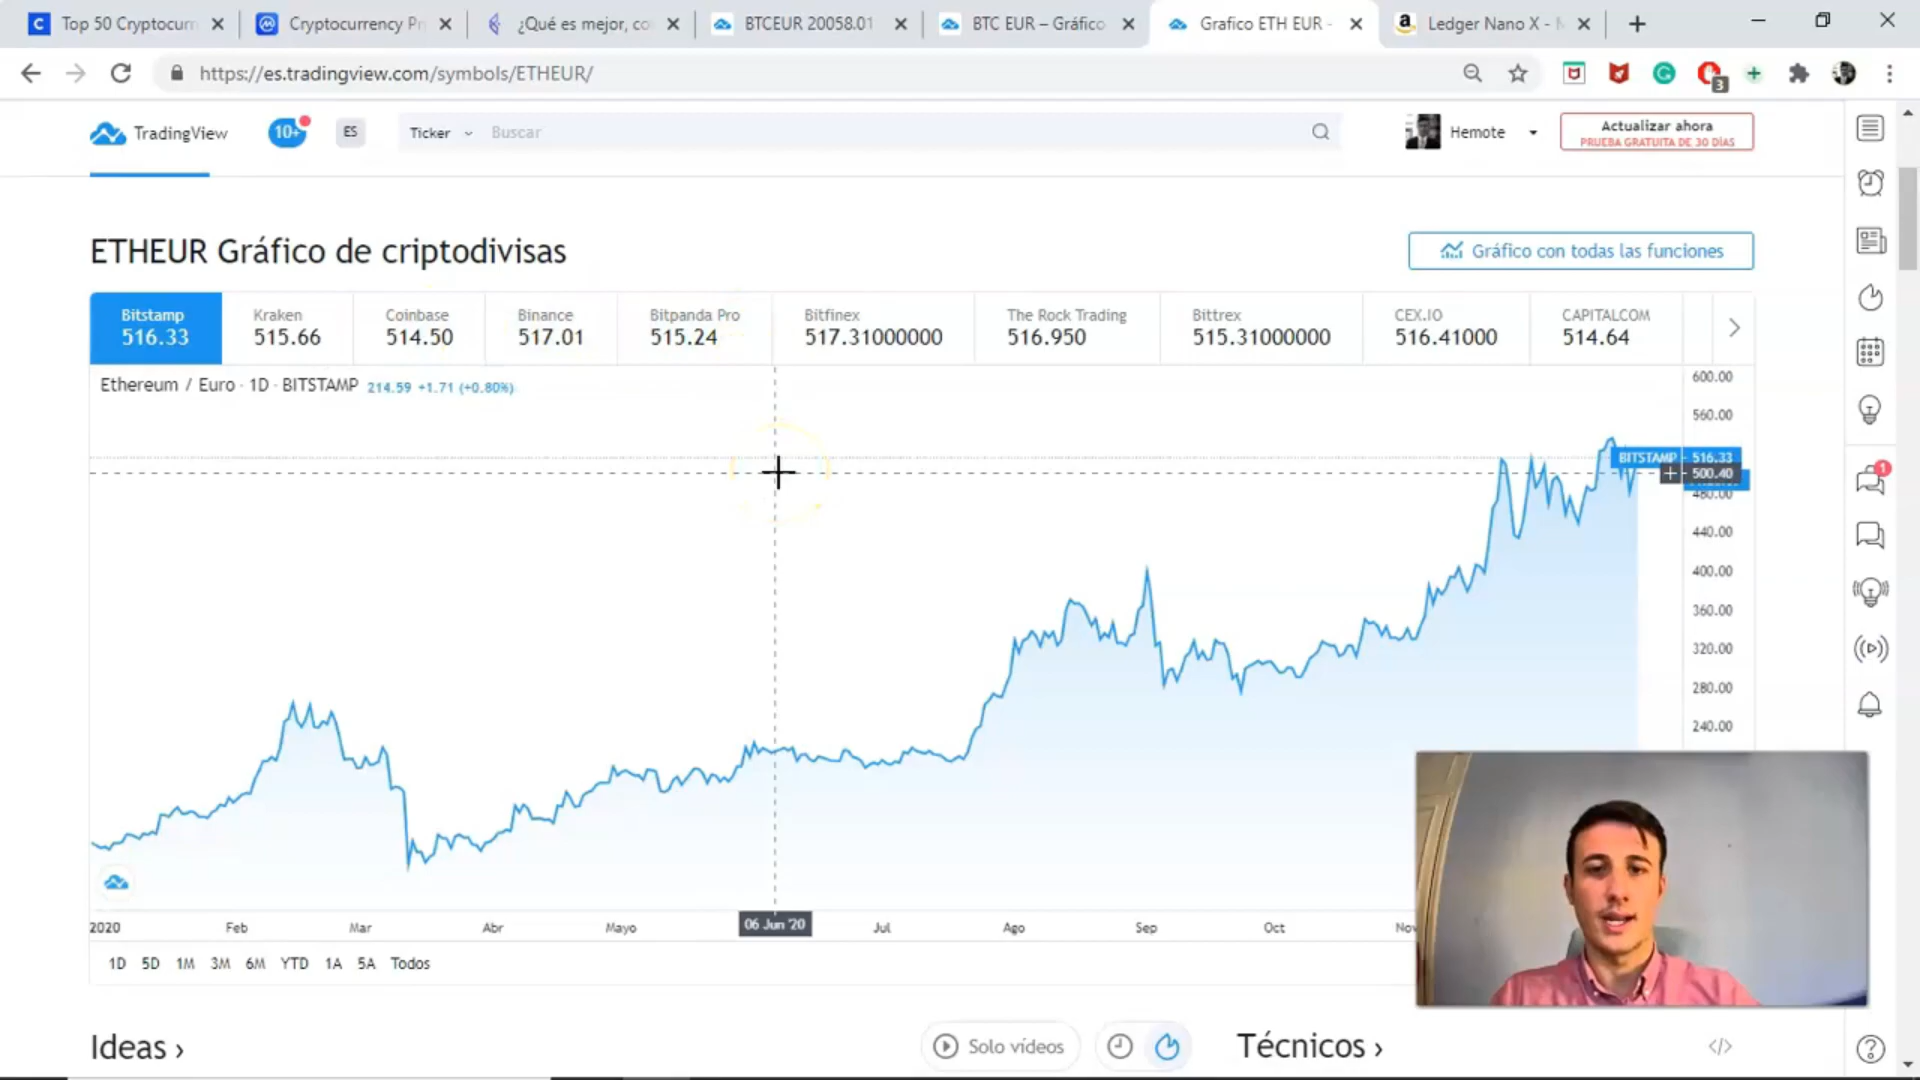 Top 50 Cryptocurr
Cryptocurrency Pr
¿Qué es mejor, co
BTCEUR 20058.01
BTC EUR – Gráfico
Grafico ETH EUR -
Ledger Nano X -
https://es.tradingview.com/symbols/ETHEUR/
3
TradingView
10+
ES
Ticker
Buscar
Hemote
Actualizar ahora
PRUEBA GRATUITA DE 30 DÍAS
ETHEUR Gráfico de criptodivisas
Gráfico con todas las funciones
Bitstamp
516.33
Kraken
515.66
Coinbase
514.50
Binance
517.01
Bitpanda Pro
515.24
Bitfinex
517.31000000
The Rock Trading
516.950
Bittrex
515.31000000
CEX.IO
516.41000
CAPITALCOM
514.64
Ethereum / Euro · 1D · BITSTAMP 214.59 +1.71 (+0.80%)
600.00
560.00
BITSTAMP 516.33
500.40
480.00
440.00
400.00
360.00
320.00
280.00
240.00
1
2020 Feb Mar Abr Mayo 06 Jun '20 Jul Ago Sep Oct Nov
1D 5D 1M 3M 6M YTD 1A 5A Todos
Ideas ›
Solo vídeos
Técnicos ›